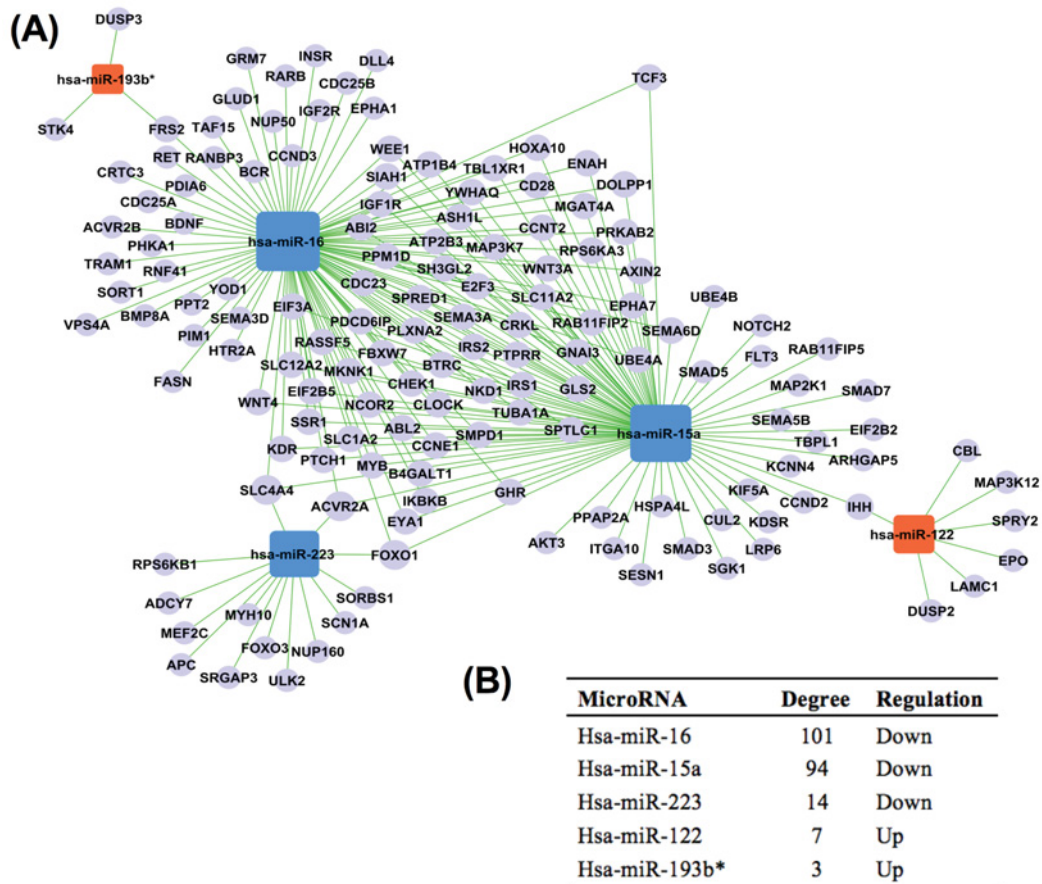 (A)
DUSP3
hsa-miR-193b*
STK4
FRS2
GRM7
INSR
DLL4
RARB
CDC25B
GLUD1
IGF2R
EPHA1
TAF15
NUP50
CCND3
RET
RANBP3
BCR
CRTC3
PDIA6
CDC25A
BDNF
ACVR2B
PHKA1
hsa-miR-16
TRAM1
RNF41
SORT1
PPT2
YOD1
VPS4A
BMP8A
SEMA3D
EIF3A
PIM1
HTR2A
FASN
TCF3
WEE1
ATP1B4
HOXA10
SIAH1
TBL1XR1
ENAH
IGF1R
YWHAQ
CD28
DOLPP1
ABI2
ASH1L
MGAT4A
ATP2B3
MAP3K7
CCNT2
PRKAB2
PPM1D
SH3GL2
RPS6KA3
WNT3A
AXIN2
CDC23
E2F3
SLC11A2
SPRED1
EPHA7
UBE4B
PDCD6IP
SEMA3A
CRKL
RAB11FIP2
SEMA6D
NOTCH2
RASSF5
PLXNA2
IRS2
PTPRR
GNAI3
UBE4A
RAB11FIP5
SLC12A2
FBXW7
BTRC
SMAD5
FLT3
MKNK1
CHEK1
NKD1
IRS1
GLS2
MAP2K1
SMAD7
WNT4
EIF2B5
NCOR2
CLOCK
TUBA1A
SSR1
ABL2
SMPD1
SPTLC1
hsa-miR-15a
SEMA5B
EIF2B2
KDR
SLC1A2
CCNE1
TBPL1
ARHGAP5
PTCH1
MYB
B4GALT1
KCNN4
CBL
SLC4A4
ACVR2A
IKBKB
GHR
KIF5A
CCND2
IHH
MAP3K12
EYA1
PPAP2A
HSPA4L
CUL2
KDSR
hsa-miR-122
SPRY2
AKT3
ITGA10
SMAD3
LRP6
SESN1
SGK1
EPO
LAMC1
DUSP2
hsa-miR-223
FOXO1
RPS6KB1
ADCY7
MYH10
SORBS1
MEF2C
SCN1A
APC
FOXO3
NUP160
SRGAP3
ULK2
(B)
MicroRNA Degree Regulation
Hsa-miR-16 101 Down
Hsa-miR-15a 94 Down
Hsa-miR-223 14 Down
Hsa-miR-122 7 Up
Hsa-miR-193b* 3 Up